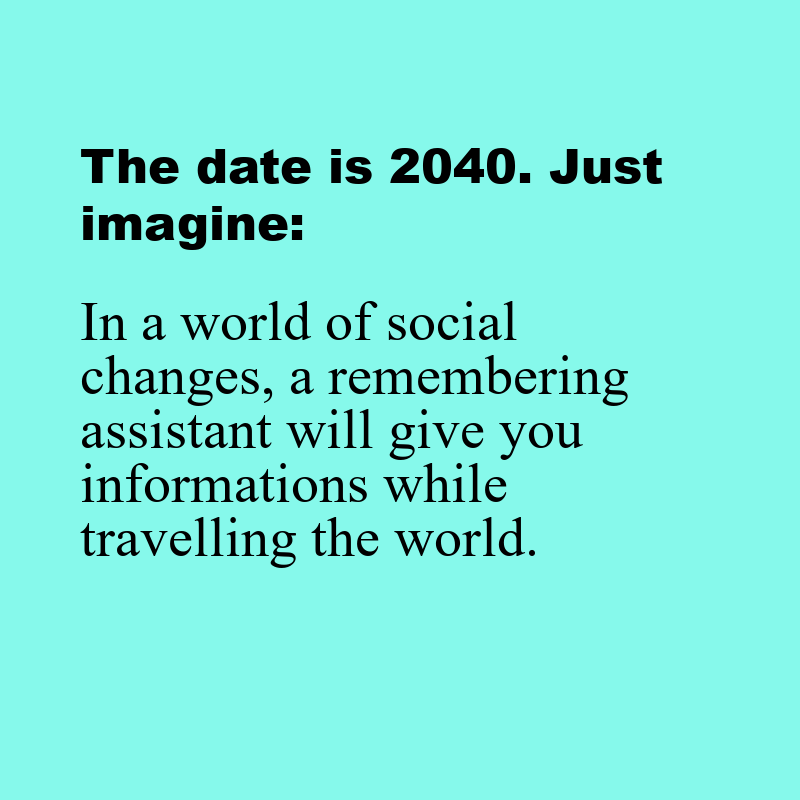 The date is 2040. Just
imagine:
In a world of social
changes, a remembering
assistant will give you
informations while
travelling the world.